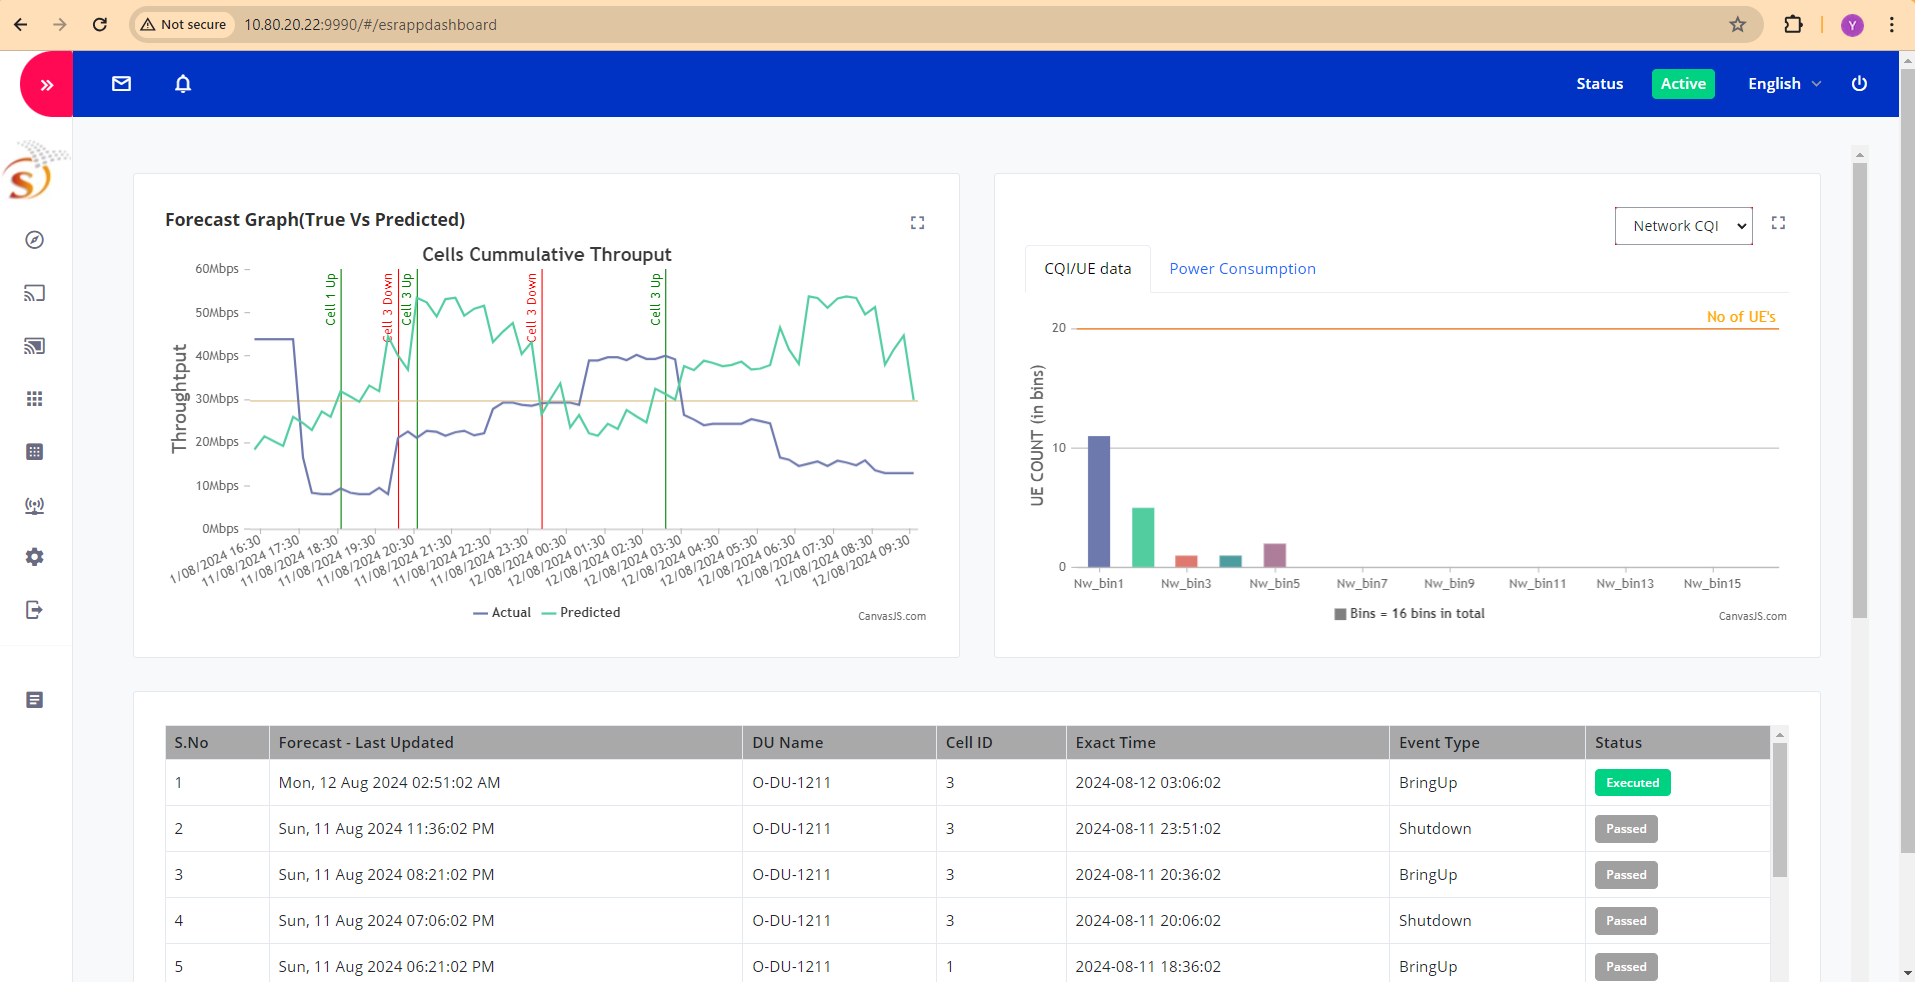 Not secure 10.80.20.22:9990/#/esrappdashboard Y
Status Active English
Forecast Graph(True Vs Predicted)
Cells Cummulative Throuput
Throughtput
60Mbps
50Mbps
40Mbps
30Mbps
20Mbps
10Mbps
0Mbps
Cell 1 Up
Cell 3 Down
Cell 3 Up
Cell 3 Down
Cell 3 Up
1/08/2024 16:30
11/08/2024 17:30
11/08/2024 18:30
11/08/2024 19:30
11/08/2024 20:30
11/08/2024 21:30
11/08/2024 22:30
11/08/2024 23:30
12/08/2024 00:30
12/08/2024 01:30
12/08/2024 02:30
12/08/2024 03:30
12/08/2024 04:30
12/08/2024 05:30
12/08/2024 06:30
12/08/2024 07:30
12/08/2024 08:30
12/08/2024 09:30
Actual Predicted
CanvasJS.com
Network CQI
CQI/UE data Power Consumption
No of UE's
UE COUNT (in bins)
20
10
0
Nw_bin1 Nw_bin3 Nw_bin5 Nw_bin7 Nw_bin9 Nw_bin11 Nw_bin13 Nw_bin15
Bins = 16 bins in total
CanvasJS.com
S.No Forecast - Last Updated DU Name Cell ID Exact Time Event Type Status
1 Mon, 12 Aug 2024 02:51:02 AM O-DU-1211 3 2024-08-12 03:06:02 BringUp Executed
2 Sun, 11 Aug 2024 11:36:02 PM O-DU-1211 3 2024-08-11 23:51:02 Shutdown Passed
3 Sun, 11 Aug 2024 08:21:02 PM O-DU-1211 3 2024-08-11 20:36:02 BringUp Passed
4 Sun, 11 Aug 2024 07:06:02 PM O-DU-1211 3 2024-08-11 20:06:02 Shutdown Passed
5 Sun, 11 Aug 2024 06:21:02 PM O-DU-1211 1 2024-08-11 18:36:02 BringUp Passed